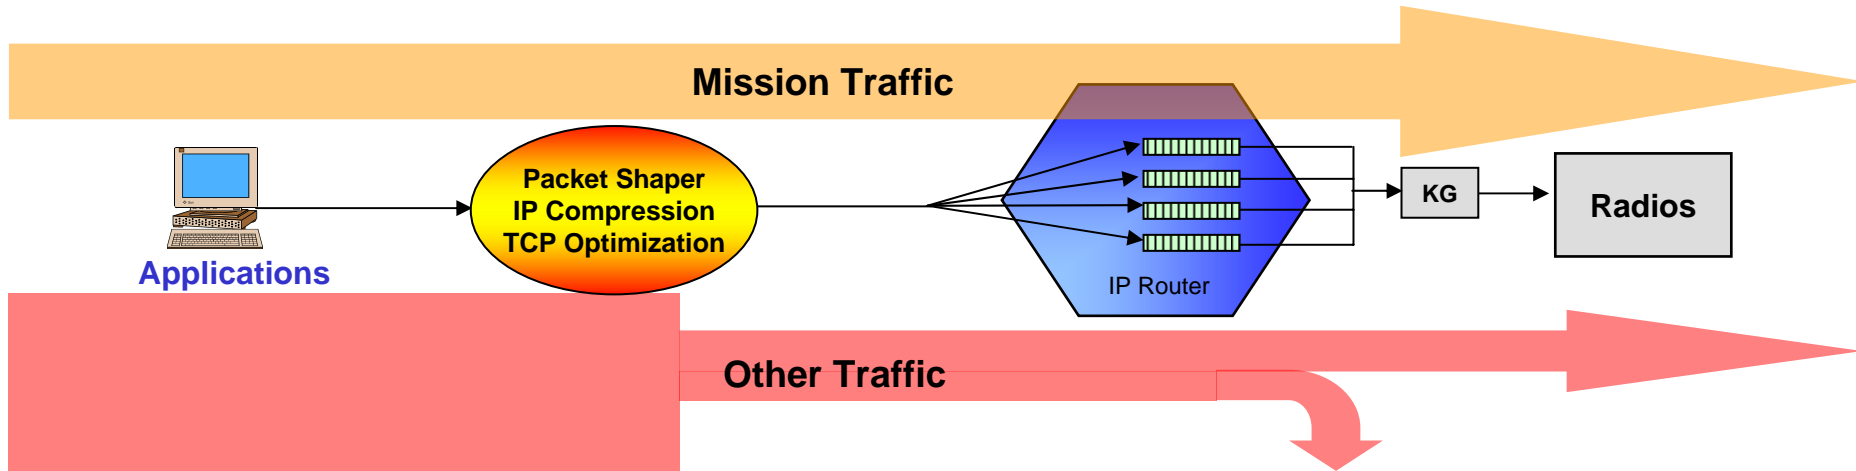 Mission Traffic
Packet Shaper
IP Compression
TCP Optimization
KG
Radios
Applications
IP Router
Other Traffic